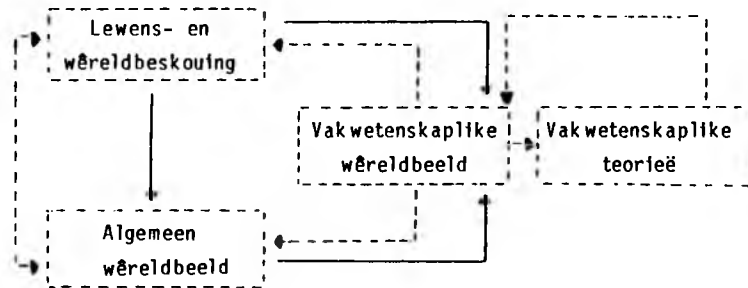 Lewens- en
wêreldbeskouing
Vakwetenskaplike
wêreldbeeld
Vakwetenskaplike
teorieë
Algemeen
wêreldbeeld